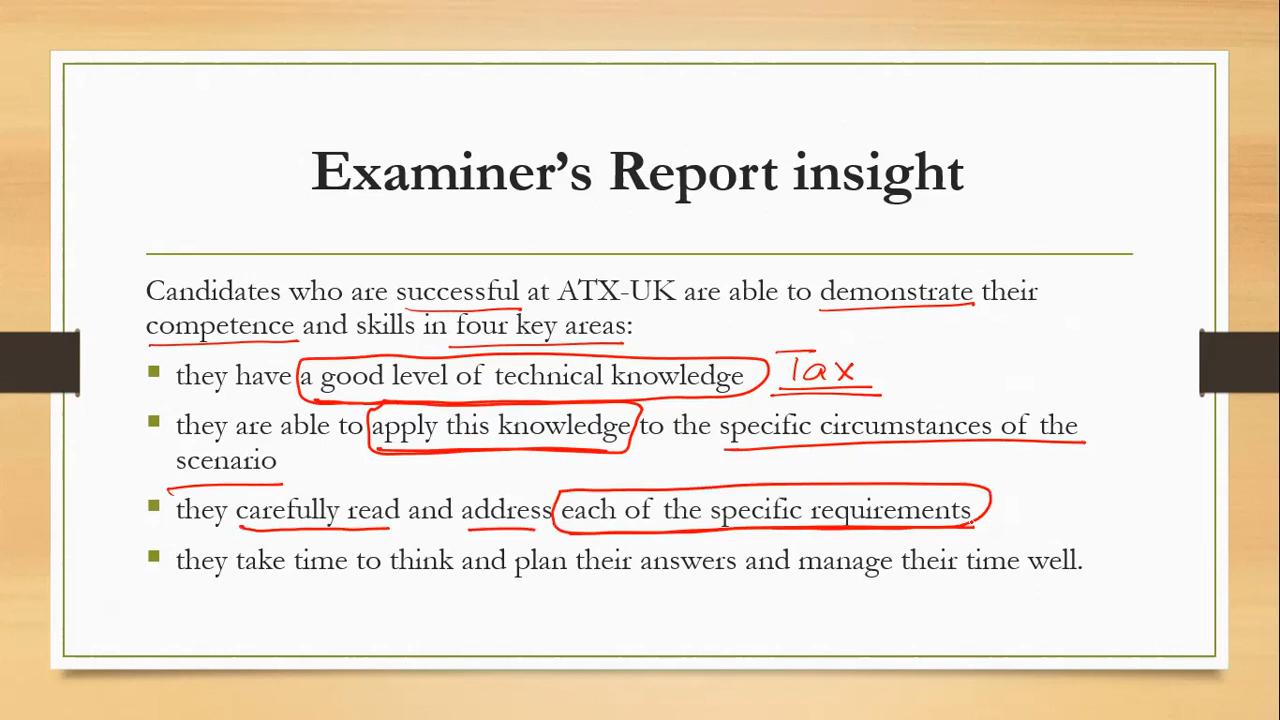 Examiner's Report insight
Candidates who are successful at ATX-UK are able to demonstrate their
competence and skills in four key areas:
they have a good level of technical knowledge Tax
they are able to apply this knowledge to the specific circumstances of the
scenario
they carefully read and address each of the specific requirements
they take time to think and plan their answers and manage their time well.